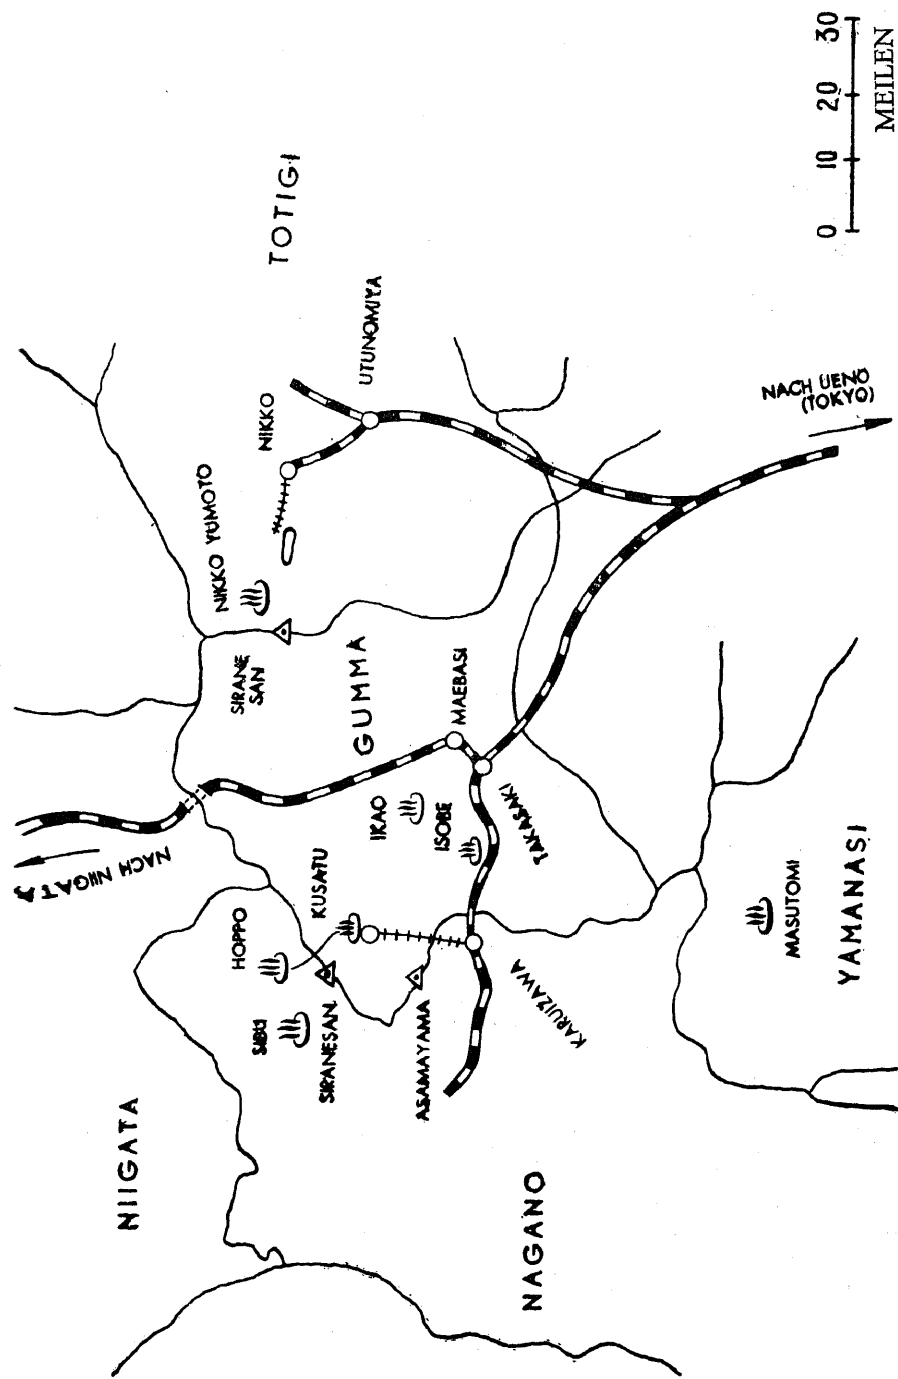 NIIGATA
NACH NIIGATA
HOPPO
SIBU
SIRANESAN
KUSATU
ASAMAYAMA
NAGANO
KARUIZAWA
IKAO
ISOBE
TAKASAKI
MAEBASI
GUMMA
SIRANE
SAN
NIKKO YUMOTO
NIKKO
UTUNOMIYA
TOTIGI
NACH UENO
(TOKYO)
MASUTOMI
YAMANASI
0 10 20 30
MEILEN